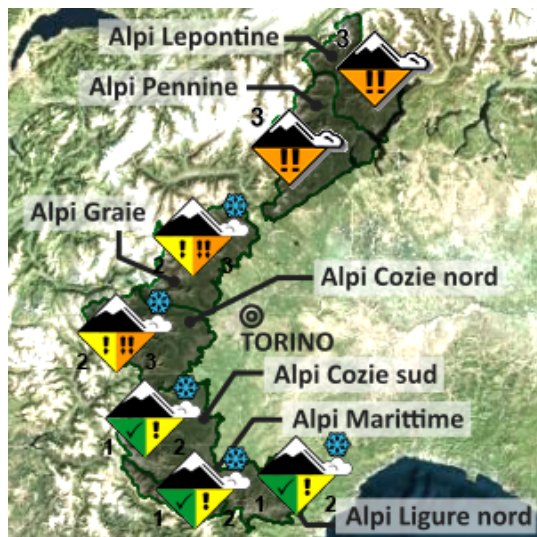 Alpi Lepontine
3
!!
Alpi Pennine
3
!!
Alpi Graie
! !!
2 3
Alpi Cozie nord
! !!
2 3
TORINO
Alpi Cozie sud
!
1 2
Alpi Marittime
!
1 2
!
1 2
Alpi Ligure nord